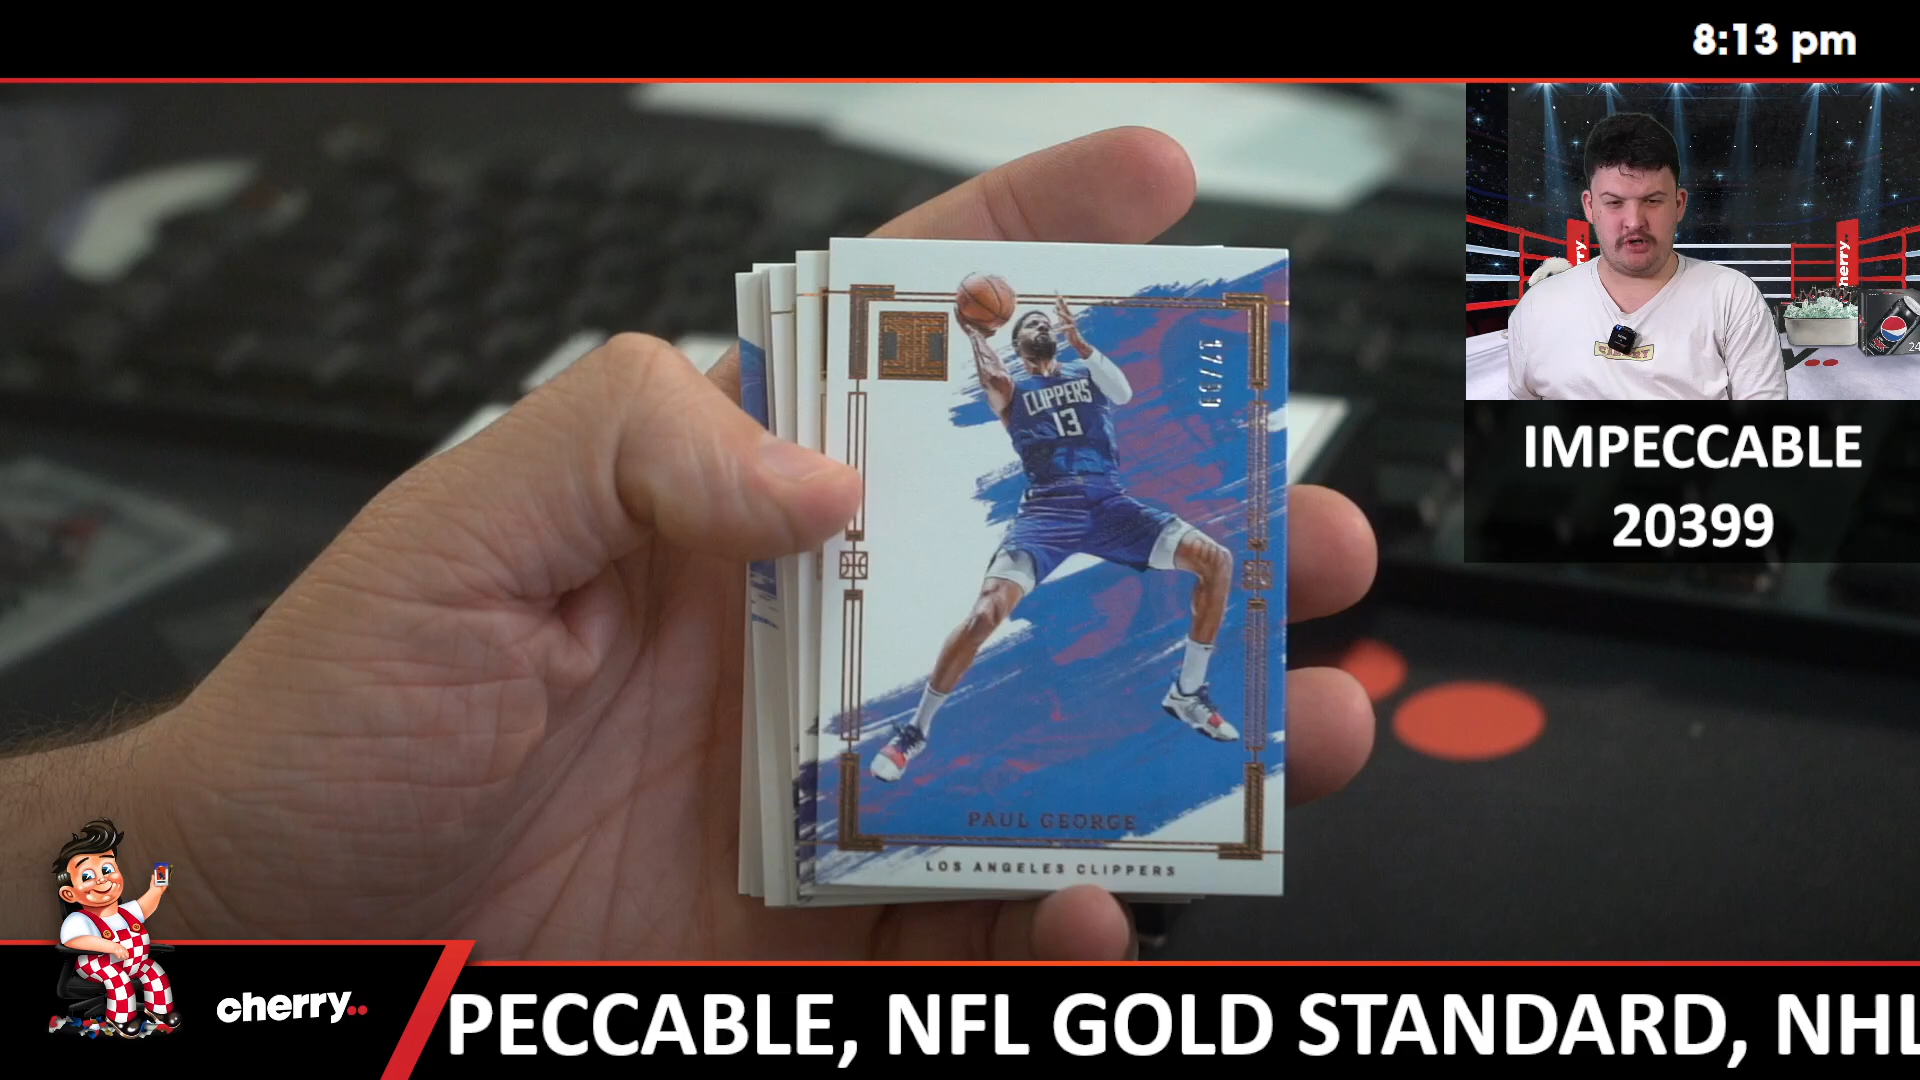 8:13 pm
CLIPPERS
13
PAUL GEORGE
LOS ANGELES CLIPPERS
IMPECCABLE
20399
cherry..
PECCABLE, NFL GOLD STANDARD, NHL